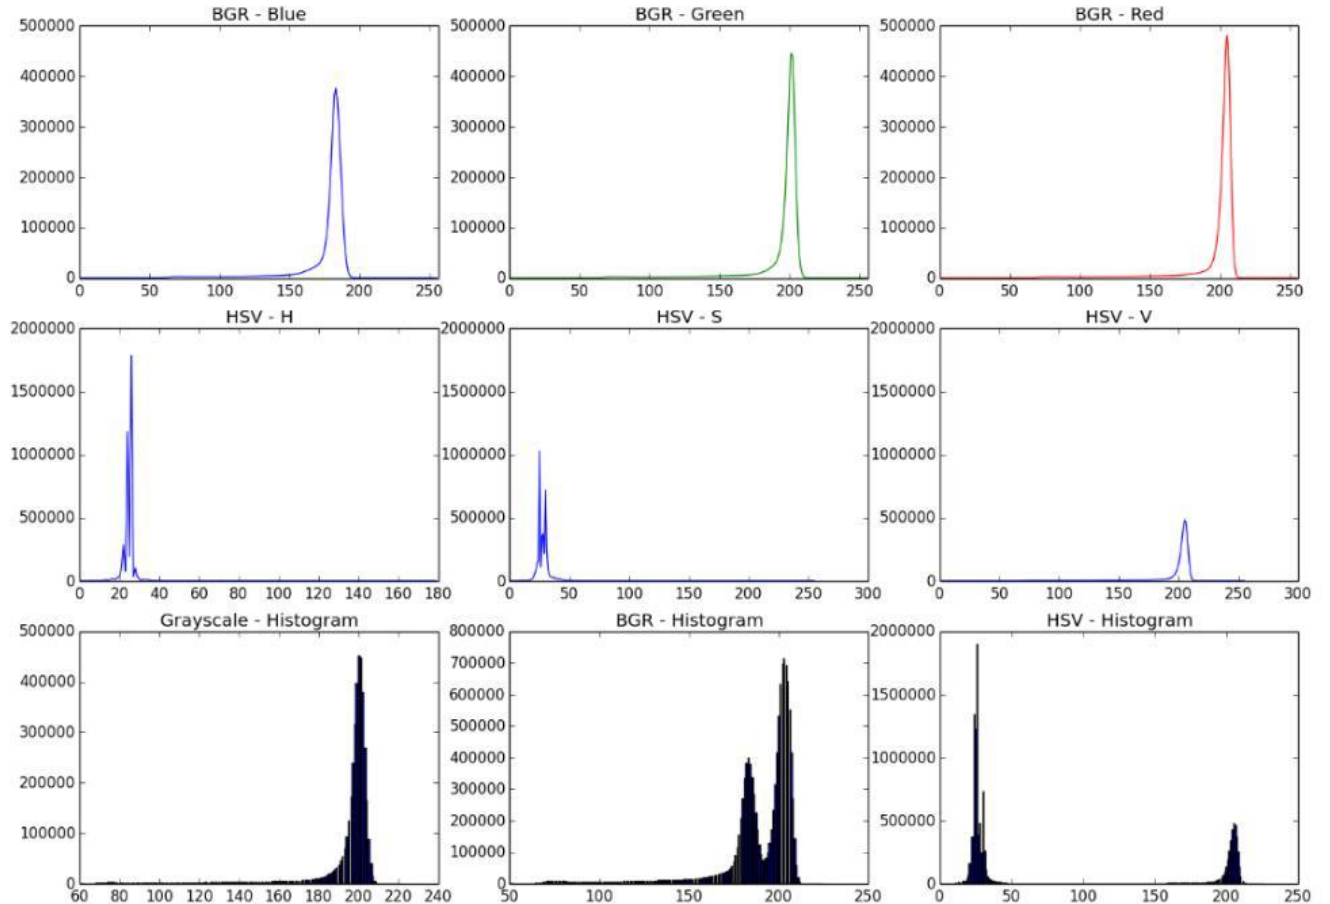 BGR - Blue
500000
400000
300000
200000
100000
0
0 50 100 150 200 250
BGR - Green
500000
400000
300000
200000
100000
0
0 50 100 150 200 250
BGR - Red
500000
400000
300000
200000
100000
0
0 50 100 150 200 250
HSV - H
2000000
1500000
1000000
500000
0
0 20 40 60 80 100 120 140 160 180
HSV - S
2000000
1500000
1000000
500000
0
0 50 100 150 200 250 300
HSV - V
2000000
1500000
1000000
500000
0
0 50 100 150 200 250 300
Grayscale - Histogram
500000
400000
300000
200000
100000
0
60 80 100 120 140 160 180 200 220 240
BGR - Histogram
800000
700000
600000
500000
400000
300000
200000
100000
0
50 100 150 200 250
HSV - Histogram
2000000
1500000
1000000
500000
0
0 50 100 150 200 250